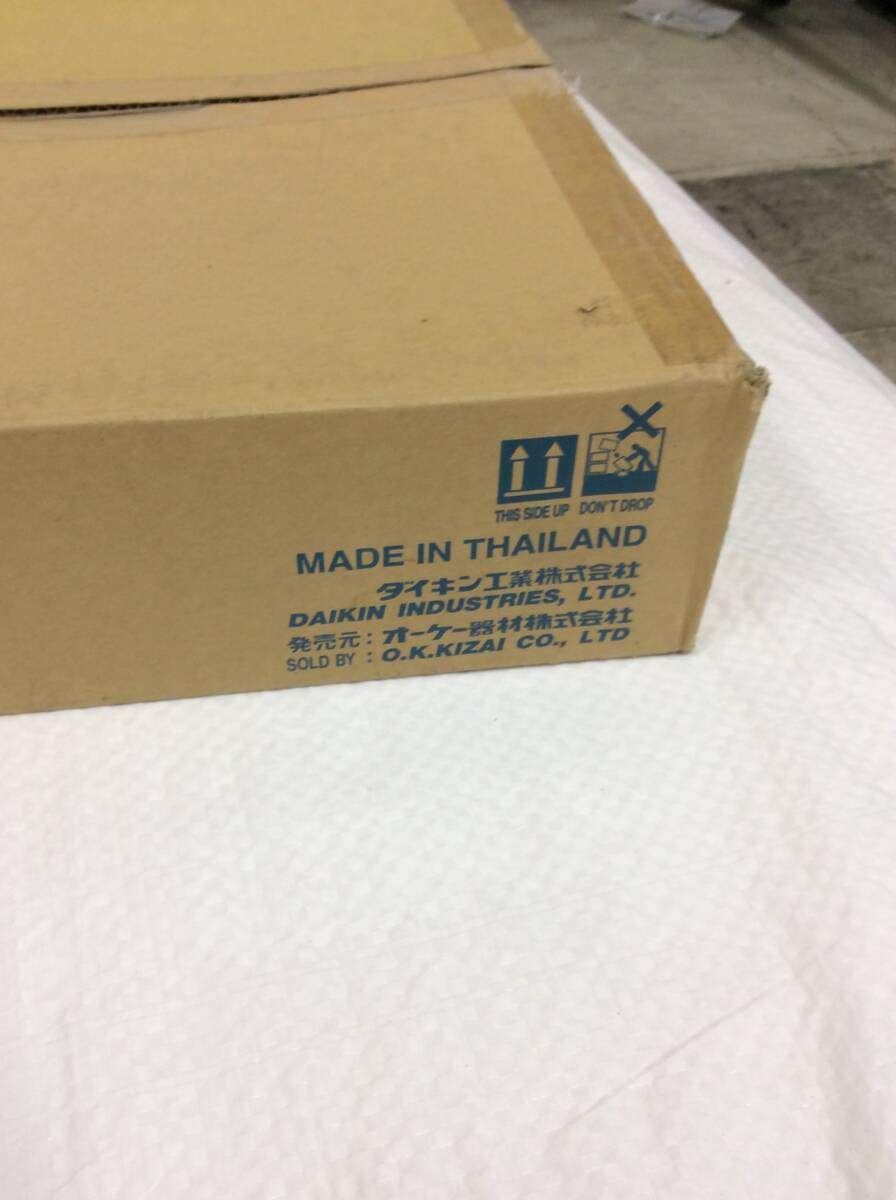 THIS SIDE UP DON'T DROP
MADE IN THAILAND
ダイキン工業株式会社
DAIKIN INDUSTRIES, LTD.
発売元：オーケー器材株式会社
SOLD BY : O.K.KIZAI CO., LTD